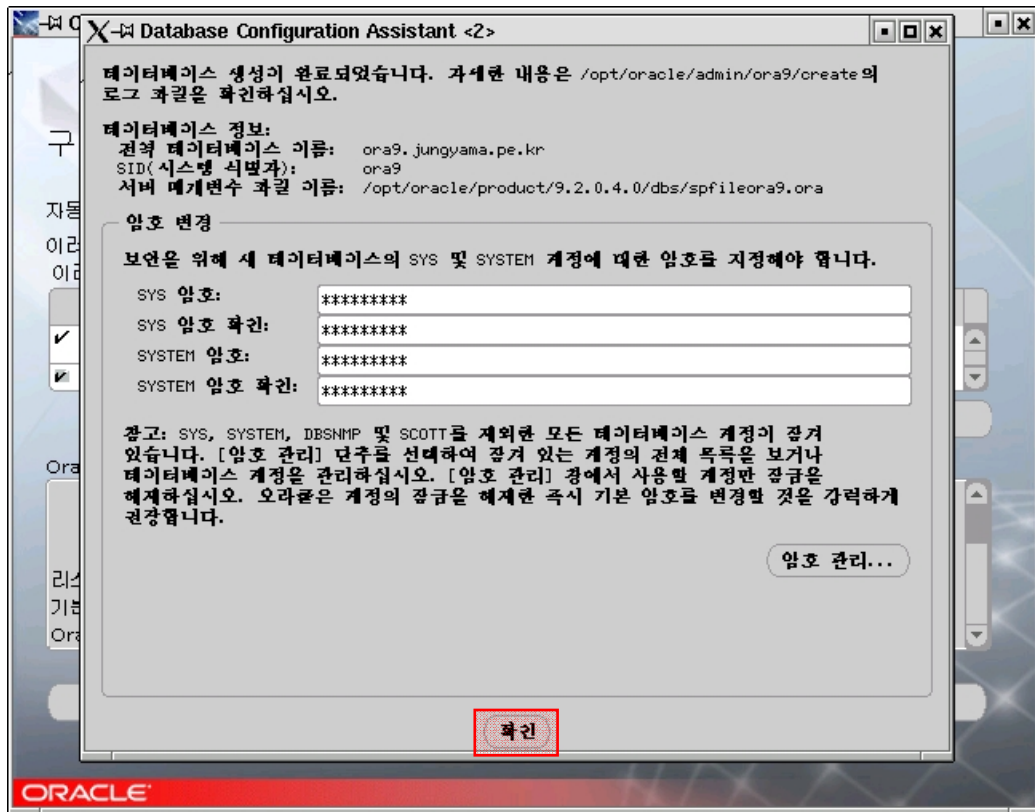 Database Configuration Assistant <2>
데이터베이스 생성이 완료되었습니다. 자세한 내용은 /opt/oracle/admin/ora9/create의
로그 파일을 확인하십시오.
데이터베이스 정보:
전역 데이터베이스 이름: ora9.jungyama.pe.kr
SID(시스템 식별자): ora9
서버 매개변수 파일 이름: /opt/oracle/product/9.2.0.4.0/dbs/spfileora9.ora
암호 변경
보안을 위해 새 데이터베이스의 SYS 및 SYSTEM 계정에 대한 암호를 지정해야 합니다.
SYS 암호: *********
SYS 암호 확인: *********
SYSTEM 암호: *********
SYSTEM 암호 확인: *********
참고: SYS, SYSTEM, DBSNMP 및 SCOTT를 제외한 모든 데이터베이스 계정이 잠겨
있습니다. [암호 관리] 단추를 선택하여 잠겨 있는 계정의 전체 목록을 보거나
데이터베이스 계정을 관리하십시오. [암호 관리] 창에서 사용할 계정만 잠금을
해제하십시오. 오라클은 계정의 잠금을 해제한 즉시 기본 암호를 변경할 것을 강력하게
권장합니다.
암호 관리...
확인
구
자동
이러
이러
Ora
리스
기본
Ora
ORACLE